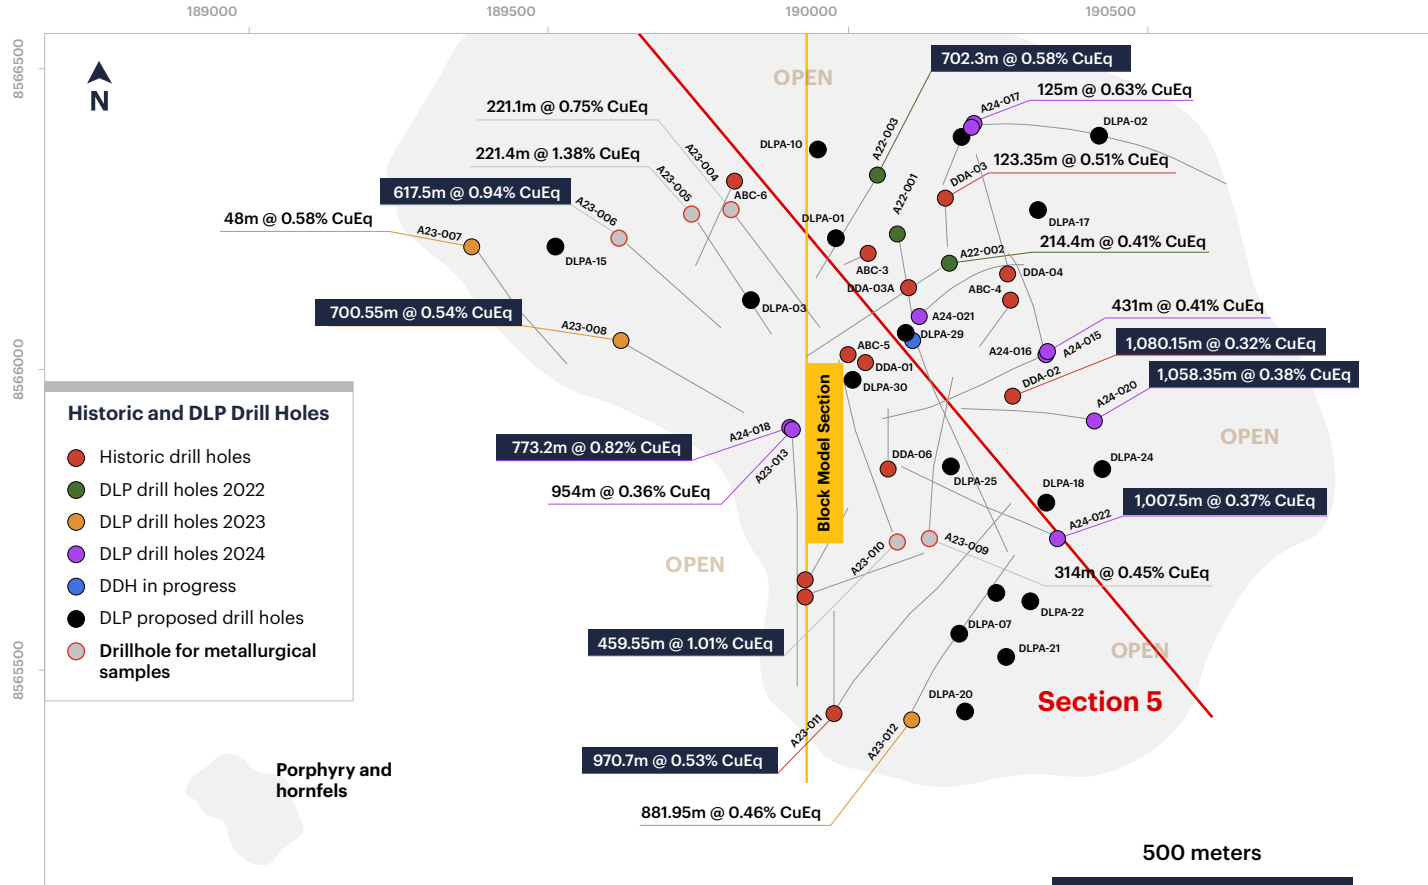 189000
189500
190000
190500
8566500
8566000
8565500
N
OPEN
702.3m @ 0.58% CuEq
125m @ 0.63% CuEq
A24-017
221.1m @ 0.75% CuEq
DLPA-02
A22-003
DLPA-10
A23-004
221.4m @ 1.38% CuEq
123.35m @ 0.51% CuEq
DDA-03
A23-005
ABC-6
A22-001
617.5m @ 0.94% CuEq
A23-006
DLPA-01
DLPA-17
48m @ 0.58% CuEq
A23-007
214.4m @ 0.41% CuEq
A22-002
DLPA-15
ABC-3
DDA-04
DDA-03A
ABC-4
DLPA-03
431m @ 0.41% CuEq
700.55m @ 0.54% CuEq
A23-008
A24-021
DLPA-29
A24-016
A24-015
1,080.15m @ 0.32% CuEq
ABC-5
DDA-01
DLPA-30
DDA-02
1,058.35m @ 0.38% CuEq
A24-020
Block Model Section
Historic and DLP Drill Holes
Historic drill holes
DLP drill holes 2022
DLP drill holes 2023
DLP drill holes 2024
DDH in progress
DLP proposed drill holes
Drillhole for metallurgical
samples
A24-018
773.2m @ 0.82% CuEq
A23-013
954m @ 0.36% CuEq
OPEN
DDA-06
DLPA-24
DLPA-25
DLPA-18
1,007.5m @ 0.37% CuEq
A24-022
OPEN
A23-010
A23-009
314m @ 0.45% CuEq
DLPA-22
DLPA-07
459.55m @ 1.01% CuEq
DLPA-21
OPEN
DLPA-20
Section 5
A23-011
A23-012
970.7m @ 0.53% CuEq
881.95m @ 0.46% CuEq
Porphyry and
hornfels
500 meters